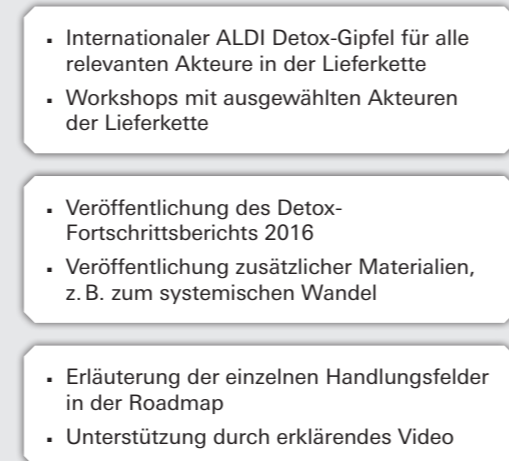 ▪ Internationaler ALDI Detox-Gipfel für alle
relevanten Akteure in der Lieferkette
▪ Workshops mit ausgewählten Akteuren
der Lieferkette
▪ Veröffentlichung des Detox-
Fortschrittsberichts 2016
▪ Veröffentlichung zusätzlicher Materialien,
z. B. zum systemischen Wandel
▪ Erläuterung der einzelnen Handlungsfelder
in der Roadmap
▪ Unterstützung durch erklärendes Video